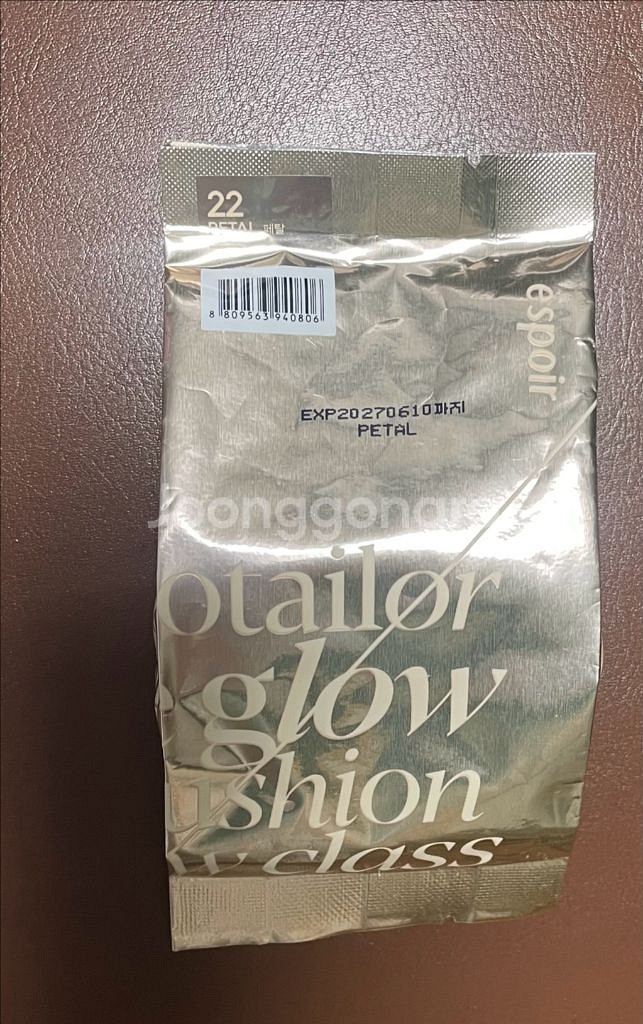 22
PETAL 페탈
8 809563 940806
espoir
EXP20270610까지
PETAL
Joonggonara
otailor
glow
ushion
w class